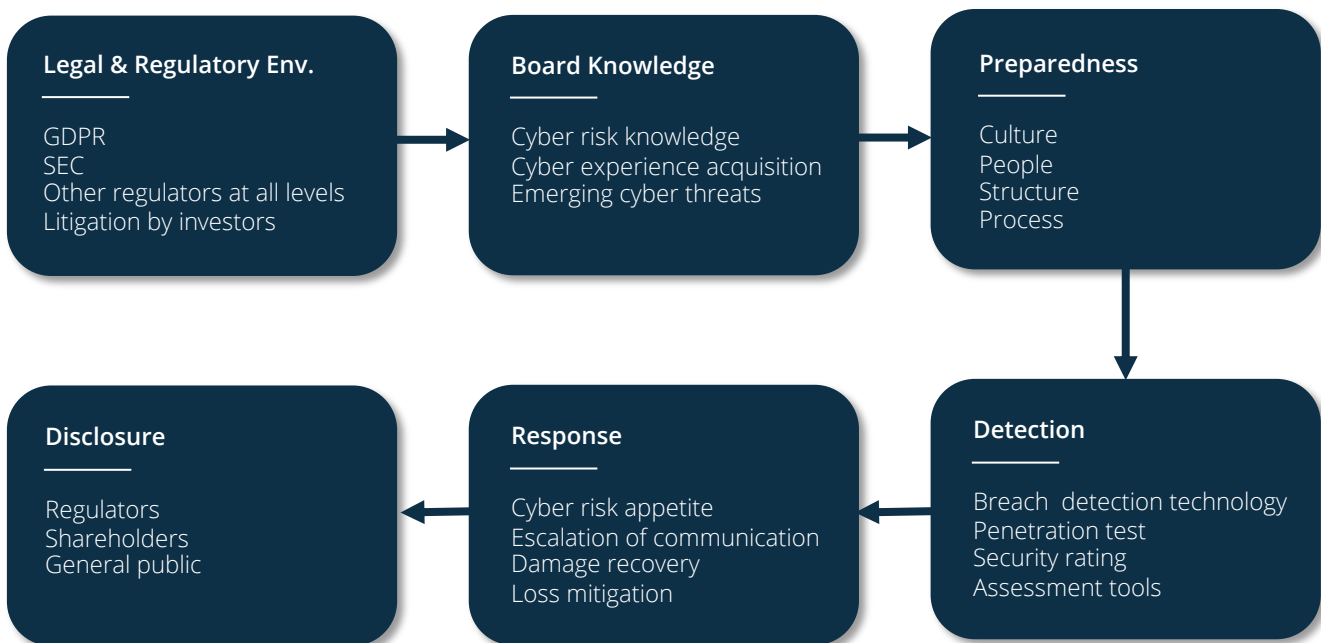 Legal & Regulatory Env.
GDPR
SEC
Other regulators at all levels
Litigation by investors
Board Knowledge
Cyber risk knowledge
Cyber experience acquisition
Emerging cyber threats
Preparedness
Culture
People
Structure
Process
Detection
Breach  detection technology
Penetration test
Security rating
Assessment tools
Response
Cyber risk appetite
Escalation of communication
Damage recovery
Loss mitigation
Disclosure
Regulators
Shareholders
General public